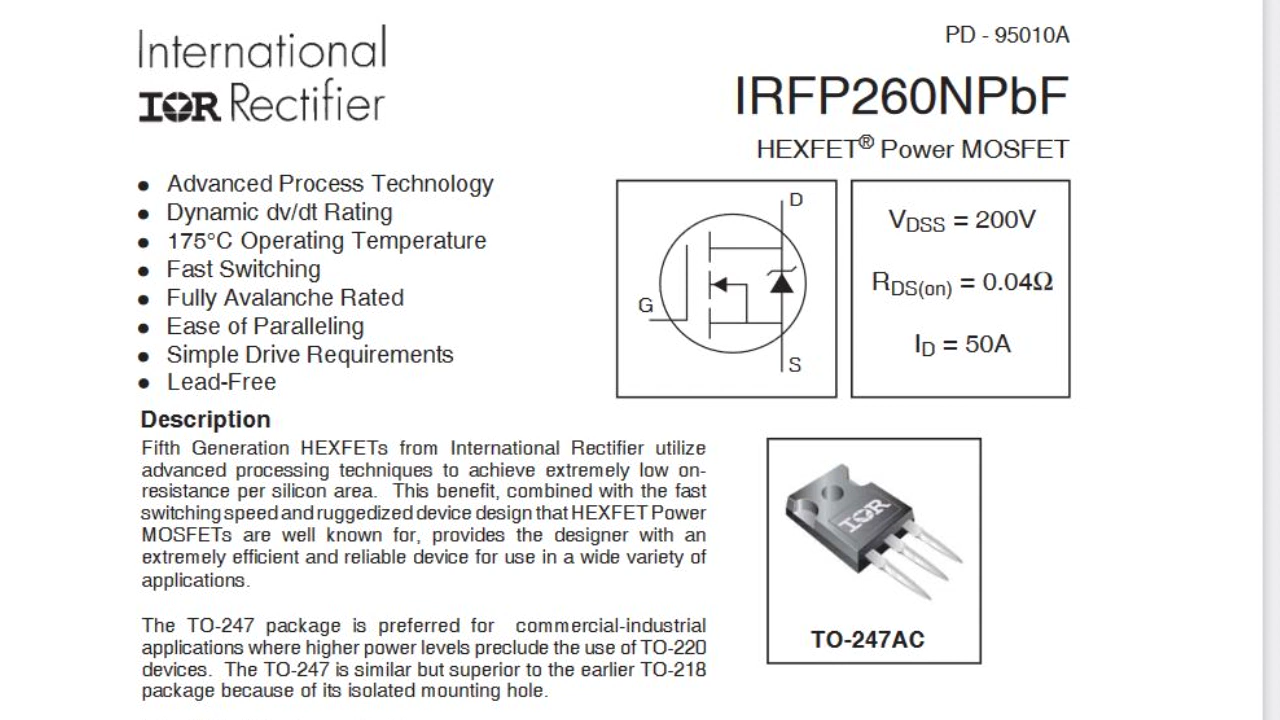 International
IOR Rectifier
PD - 95010A
IRFP260NPbF
HEXFET® Power MOSFET
● Advanced Process Technology
● Dynamic dv/dt Rating
● 175°C Operating Temperature
● Fast Switching
● Fully Avalanche Rated
● Ease of Paralleling
● Simple Drive Requirements
● Lead-Free
D
G
S
VDSS = 200V
RDS(on) = 0.04Ω
ID = 50A
Description
Fifth Generation HEXFETs from International Rectifier utilize
advanced processing techniques to achieve extremely low on-
resistance per silicon area. This benefit, combined with the fast
switching speed and ruggedized device design that HEXFET Power
MOSFETs are well known for, provides the designer with an
extremely efficient and reliable device for use in a wide variety of
applications.
The TO-247 package is preferred for commercial-industrial
applications where higher power levels preclude the use of TO-220
devices. The TO-247 is similar but superior to the earlier TO-218
package because of its isolated mounting hole.
IOR
TO-247AC